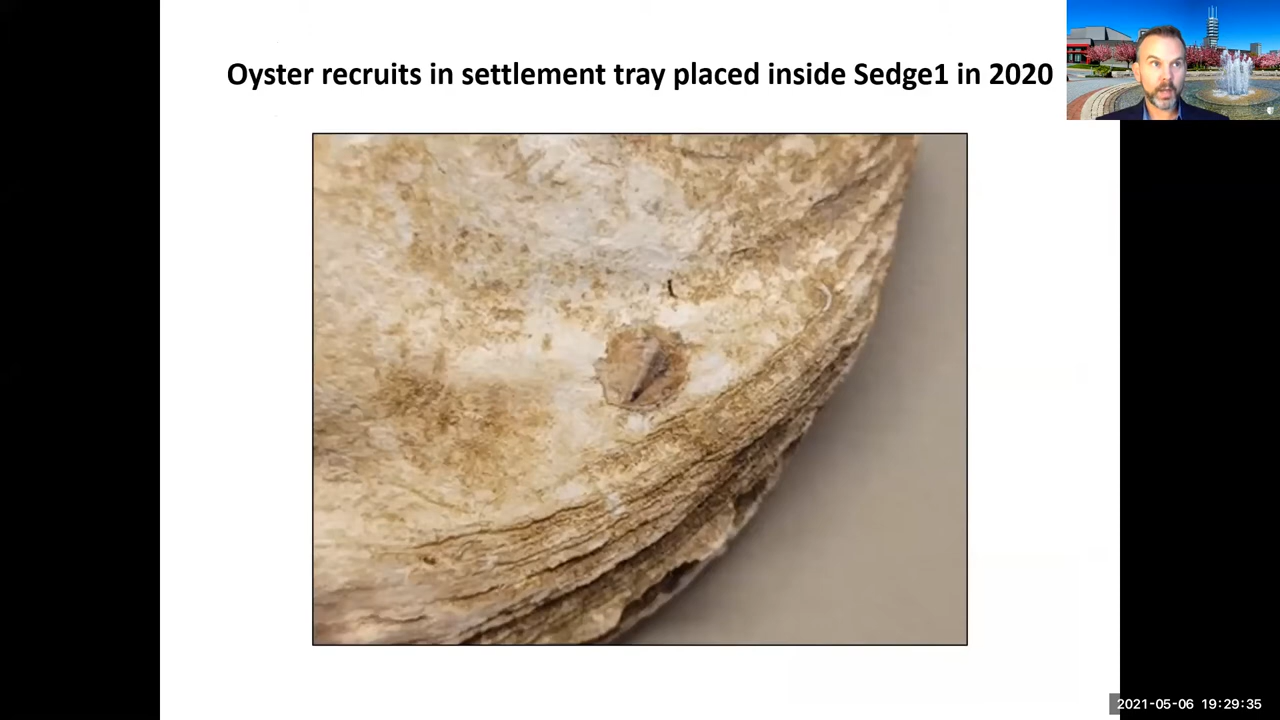 Oyster recruits in settlement tray placed inside Sedge1 in 2020
2021-05-06 19:29:35